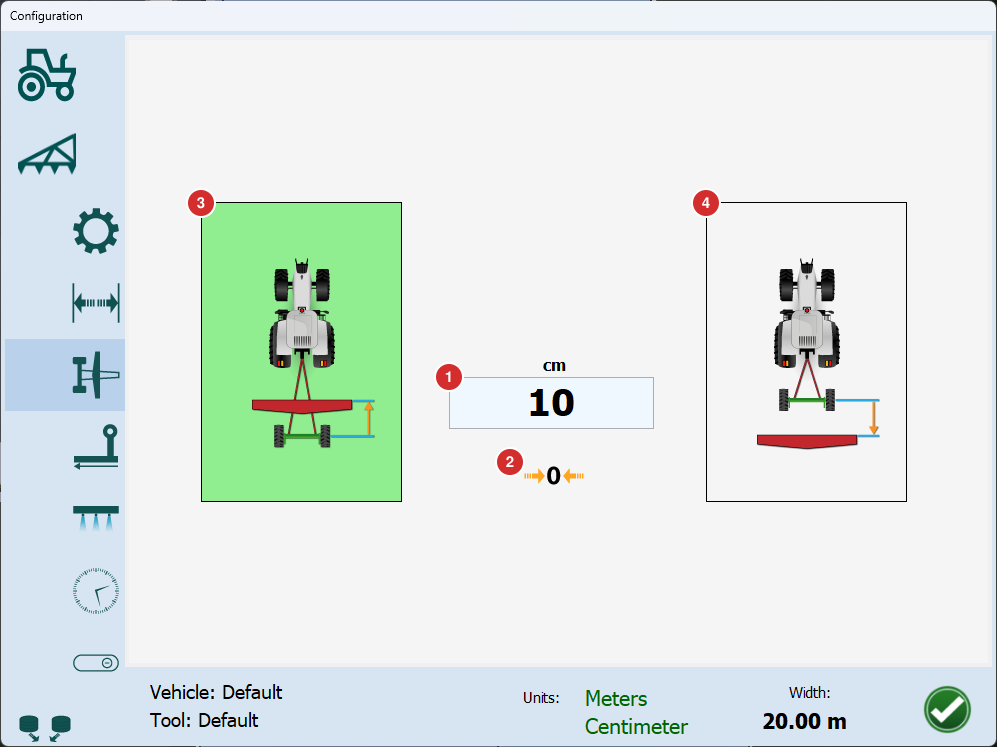 Configuration
3
4
cm
1
10
2
0
Vehicle: Default
Tool: Default
Units:
Meters
Centimeter
Width:
20.00 m